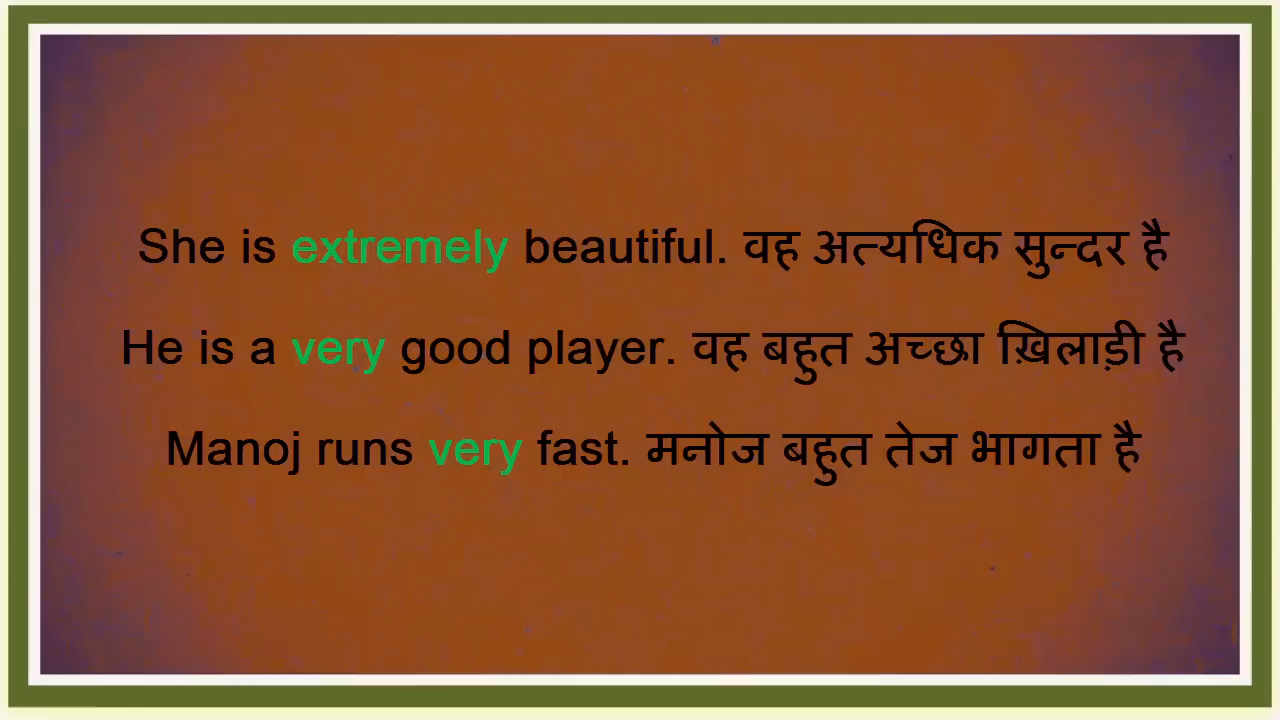 She is extremely beautiful. वह अत्यधिक सुन्दर है
He is a very good player. वह बहुत अच्छा ख़िलाड़ी है
Manoj runs very fast. मनोज बहुत तेज भागता है